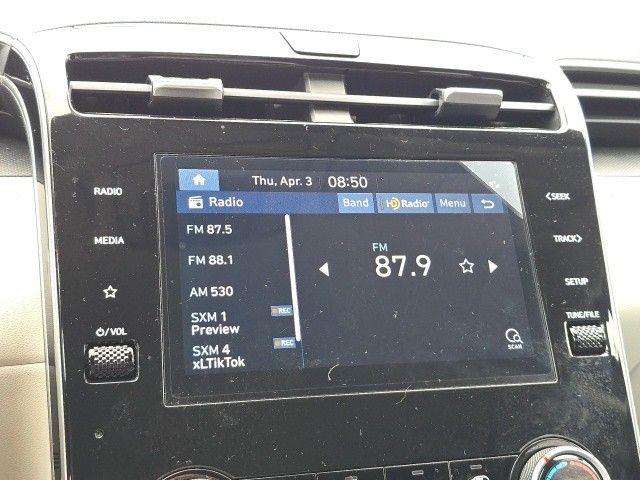 Thu, Apr. 3 08:50
Radio Band HD Radio Menu
RADIO
MEDIA
VOL
FM 87.5
FM 88.1
AM 530
SXM 1 REC
Preview
SXM 4 REC
xLTikTok
FM
87.9
SCAN
<SEEK
TRACK>
SETUP
TUNE/FILE